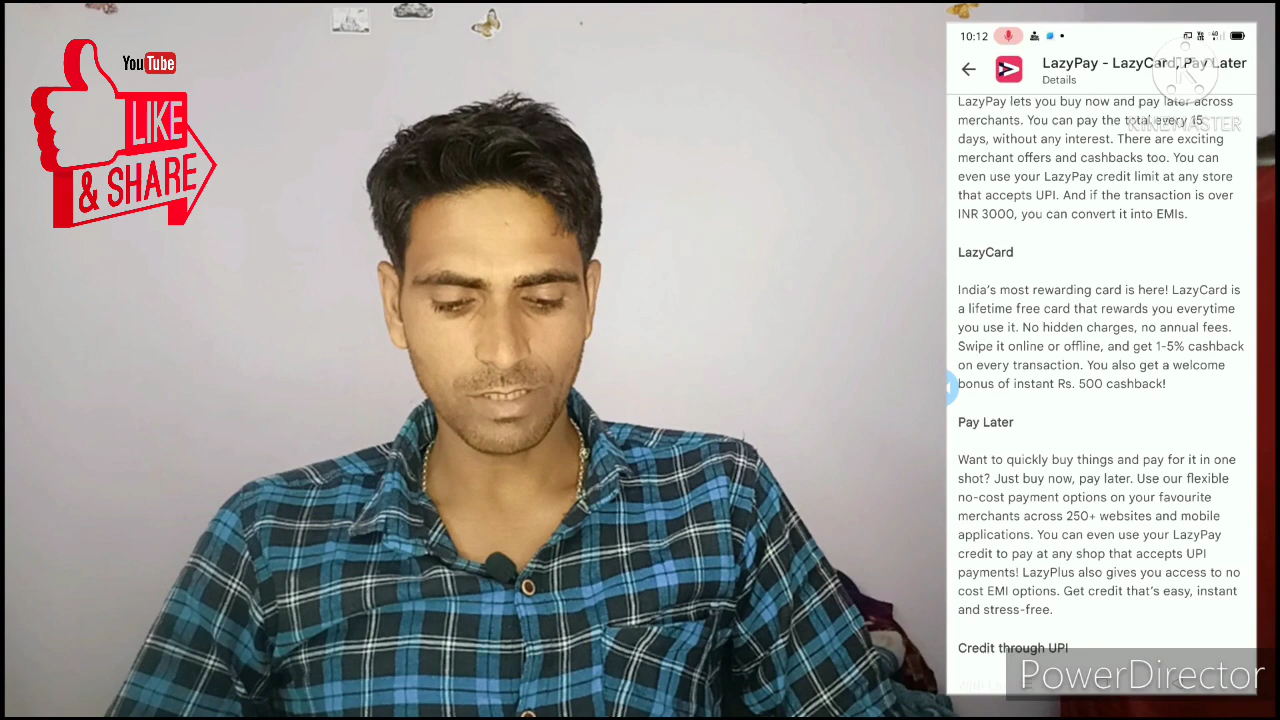 You Tube
LIKE
& SHARE
10:12
LazyPay - LazyCard, Pay Later
Details
KINEMASTER
LazyPay lets you buy now and pay later across
merchants. You can pay the total every 15
days, without any interest. There are exciting
merchant offers and cashbacks too. You can
even use your LazyPay credit limit at any store
that accepts UPI. And if the transaction is over
INR 3000, you can convert it into EMIs.
LazyCard
India's most rewarding card is here! LazyCard is
a lifetime free card that rewards you everytime
you use it. No hidden charges, no annual fees.
Swipe it online or offline, and get 1-5% cashback
on every transaction. You also get a welcome
bonus of instant Rs. 500 cashback!
Pay Later
Want to quickly buy things and pay for it in one
shot? Just buy now, pay later. Use our flexible
no-cost payment options on your favourite
merchants across 250+ websites and mobile
applications. You can even use your LazyPay
credit to pay at any shop that accepts UPI
payments! LazyPlus also gives you access to no
cost EMI options. Get credit that's easy, instant
and stress-free.
Credit through UPI
PowerDirector